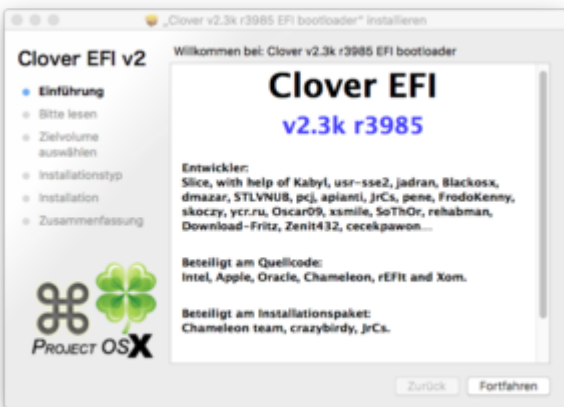 „Clover v2.3k r3985 EFI bootloader“ installieren
Clover EFI v2
Willkommen bei: Clover v2.3k r3985 EFI bootloader
Einführung
Bitte lesen
Zielvolume
auswählen
Installationstyp
Installation
Zusammenfassung
Clover EFI
v2.3k r3985
Entwickler:
Slice, with help of Kabyl, usr-sse2, jadran, Blackosx,
dmazar, STLVNUB, pcj, apianti, JrCs, pene, FrodoKenny,
skoczy, ycr.ru, Oscar09, xsmile, SoThOr, rehabman,
Download-Fritz, Zenit432, cecekpawon...
Beteiligt am Quellcode:
Intel, Apple, Oracle, Chameleon, rEFIt and Xom.
Beteiligt am Installationspaket:
Chameleon team, crazybirdy, JrCs.
PROJECT OSX
Zurück
Fortfahren